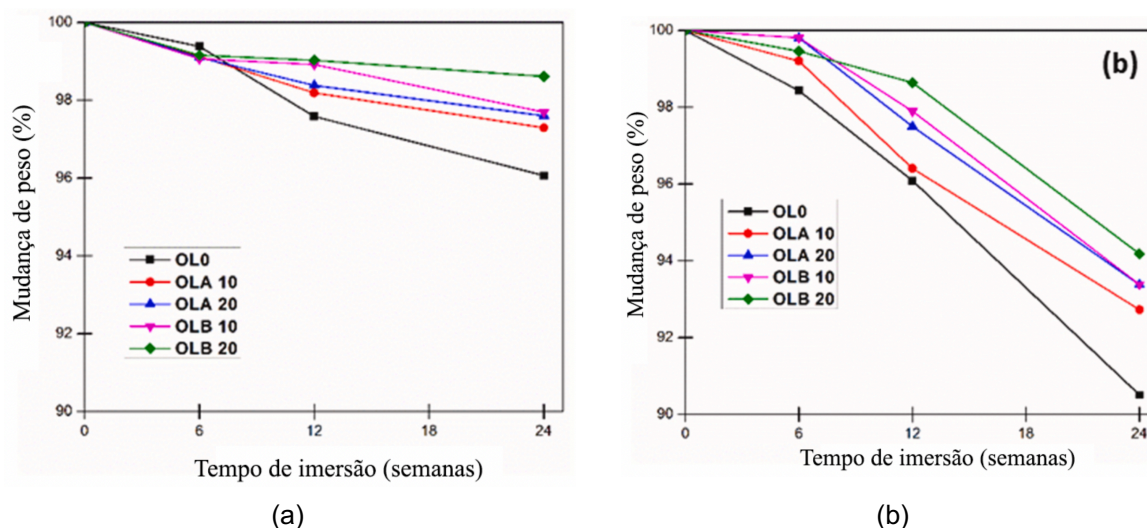 100
98
96
94
92
90
Mudança de peso (%)
OL0
OLA 10
OLA 20
OLB 10
OLB 20
0
6
12
18
24
Tempo de imersão (semanas)
(a)
100
98
96
94
92
90
Mudança de peso (%)
(b)
OL0
OLA 10
OLA 20
OLB 10
OLB 20
0
6
12
18
24
Tempo de imersão (semanas)
(b)